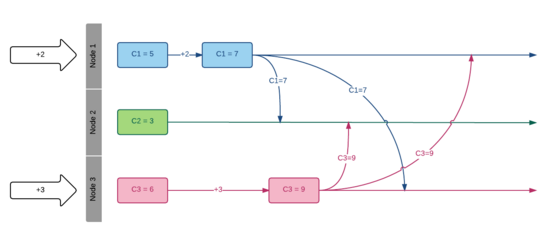 +2
Node 1
C1 = 5
+2
C1 = 7
C1=7
C1=7
Node 2
C2 = 3
C3=9
C3=9
+3
Node 3
C3 = 6
+3
C3 = 9